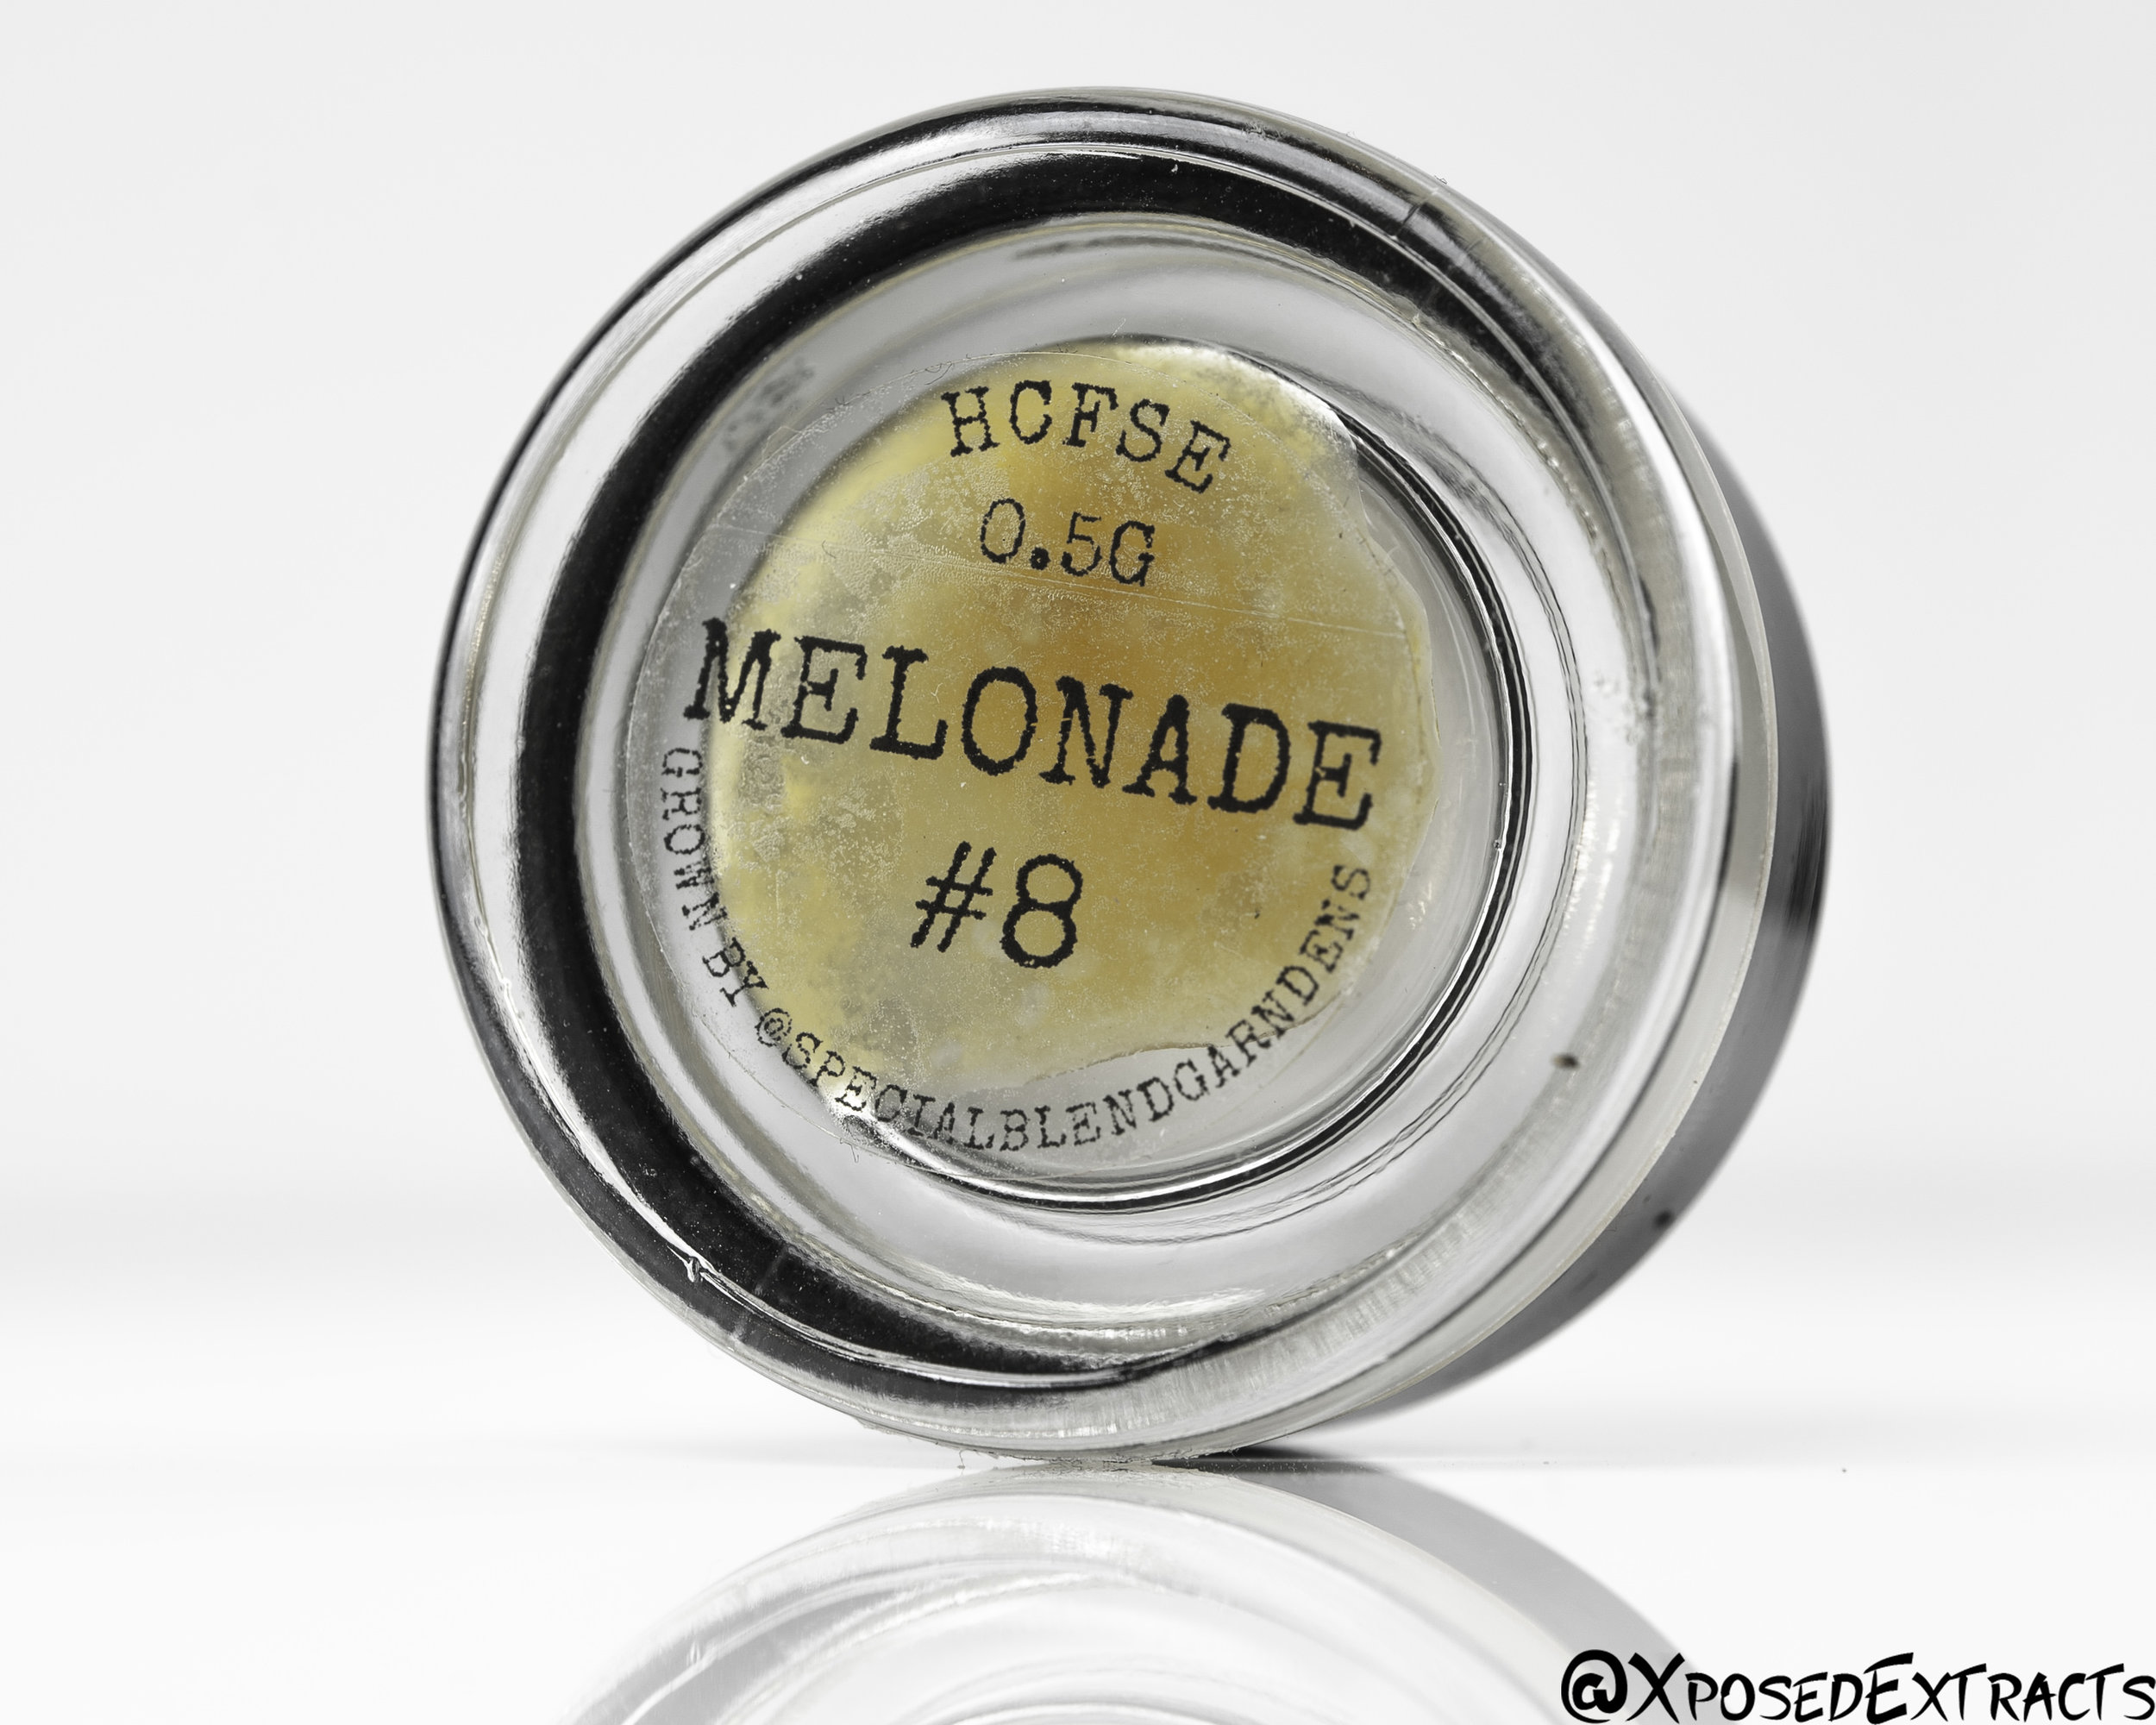 HCFSE
0.5G
MELONADE
#8
GROWN BY @SPECIALBLENDGARNDENS
@XPOSEDEXTRACTS